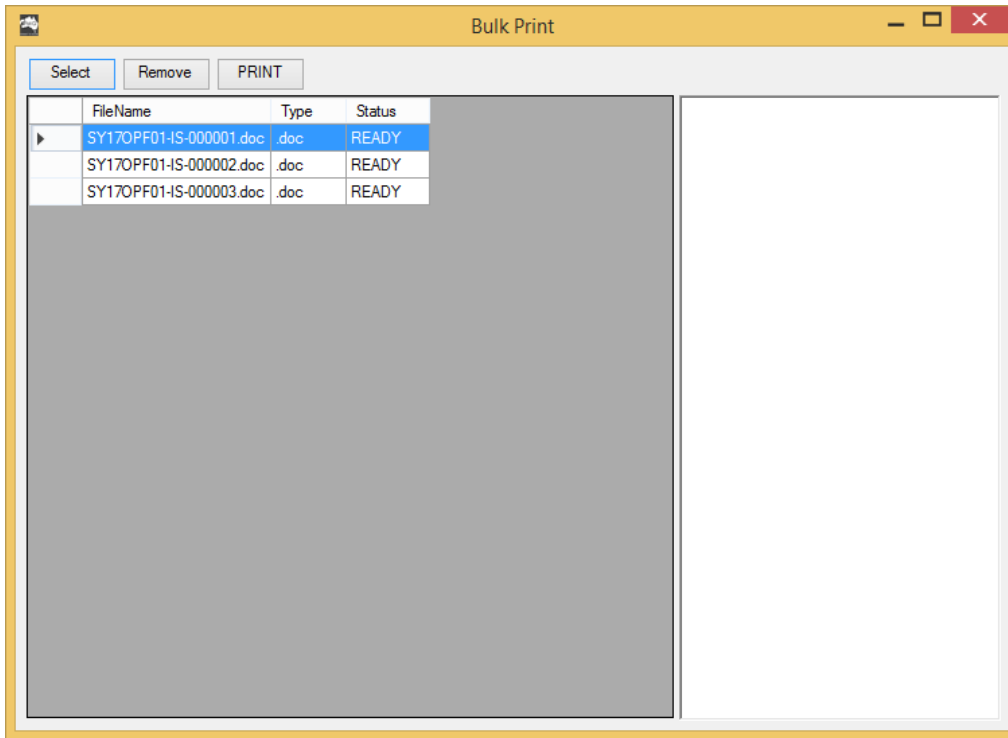 Bulk Print
Select Remove PRINT
FileName Type Status
SY17OPF01-IS-000001.doc .doc READY
SY17OPF01-IS-000002.doc .doc READY
SY17OPF01-IS-000003.doc .doc READY